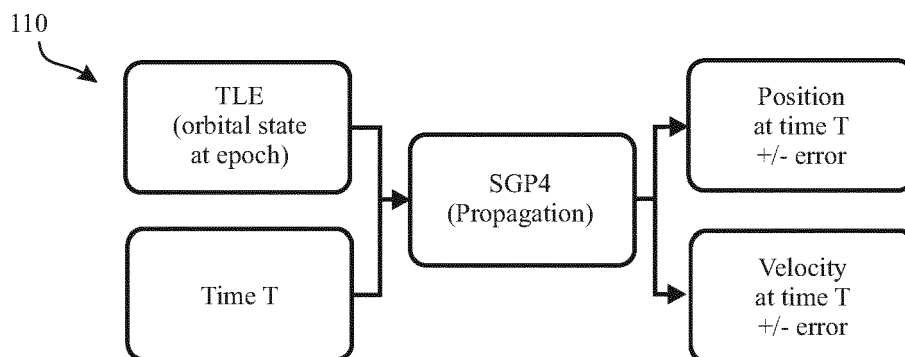 110
TLE
(orbital state
at epoch)
Time T
SGP4
(Propagation)
Position
at time T
+/- error
Velocity
at time T
+/- error